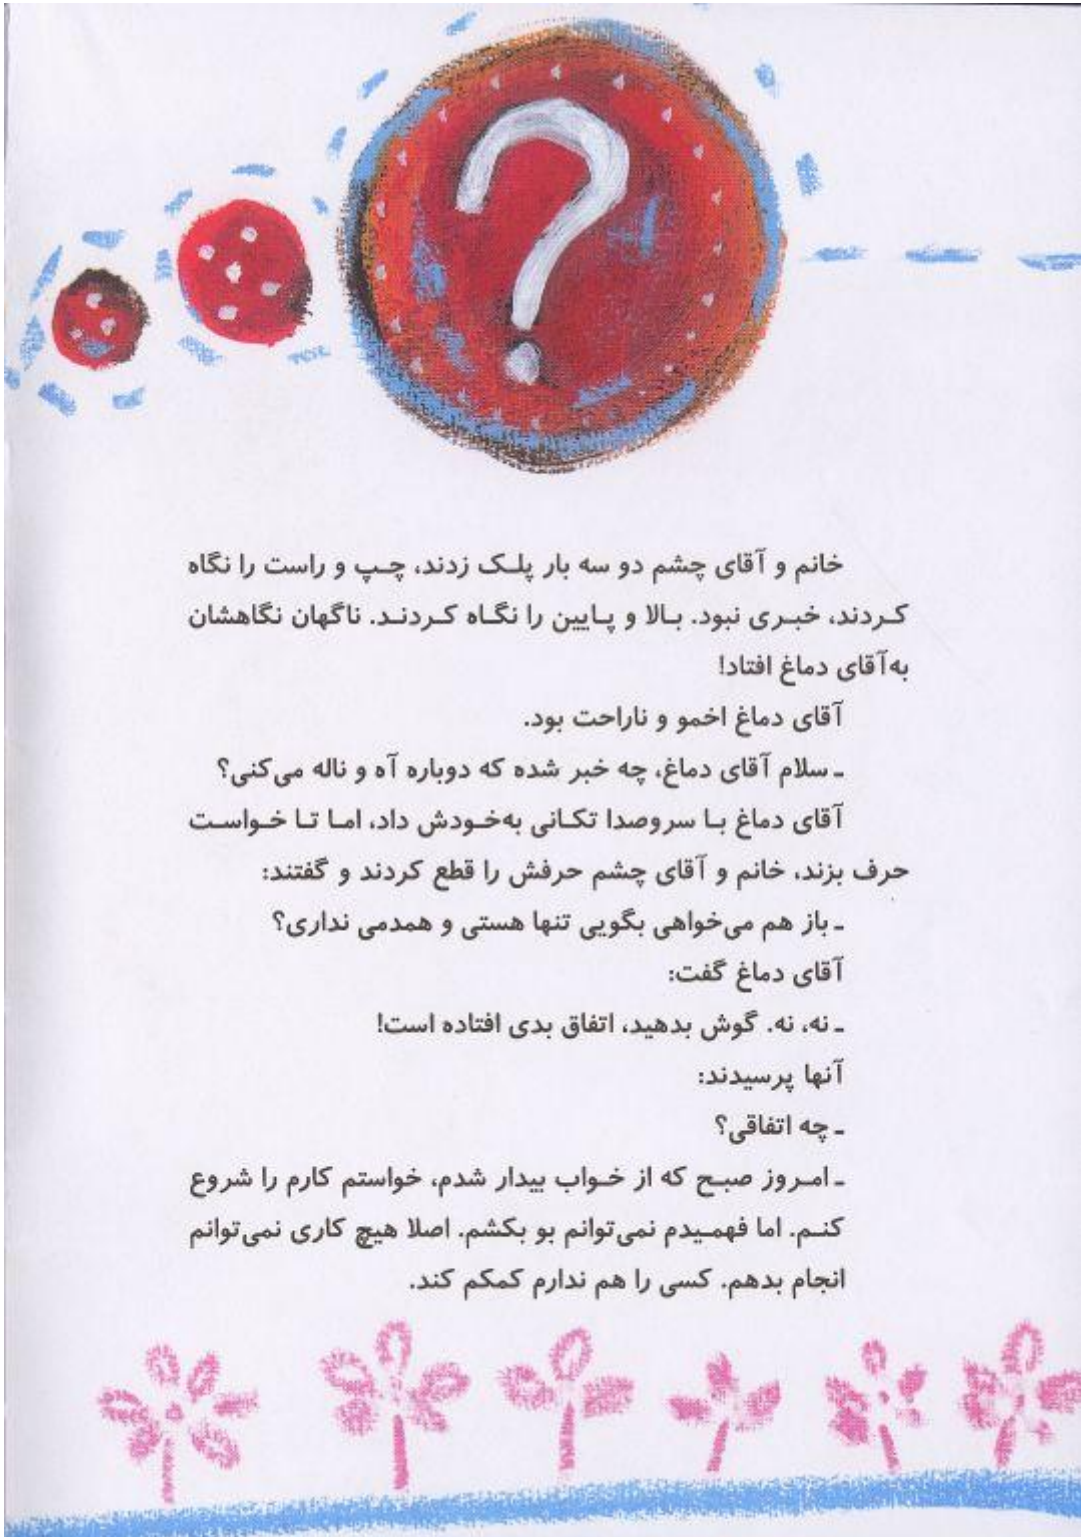 ?
خانم و آقای چشم دو سه بار پلک زدند، چپ و راست را نگاه
کردند، خبری نبود. بالا و پایین را نگاه کردند. ناگهان نگاهشان
به‌آقای دماغ افتاد!
آقای دماغ اخمو و ناراحت بود.
ـ سلام آقای دماغ، چه خبر شده که دوباره آه و ناله می‌کنی؟
آقای دماغ با سروصدا تکانی به‌خودش داد، اما تا خواست
حرف بزند، خانم و آقای چشم حرفش را قطع کردند و گفتند:
ـ باز هم می‌خواهی بگویی تنها هستی و همدمی نداری؟
آقای دماغ گفت:
ـ نه، نه. گوش بدهید، اتفاق بدی افتاده است!
آنها پرسیدند:
ـ چه اتفاقی؟
ـ امروز صبح که از خواب بیدار شدم، خواستم کارم را شروع
کنم. اما فهمیدم نمی‌توانم بو بکشم. اصلا هیچ کاری نمی‌توانم
انجام بدهم. کسی را هم ندارم کمکم کند.